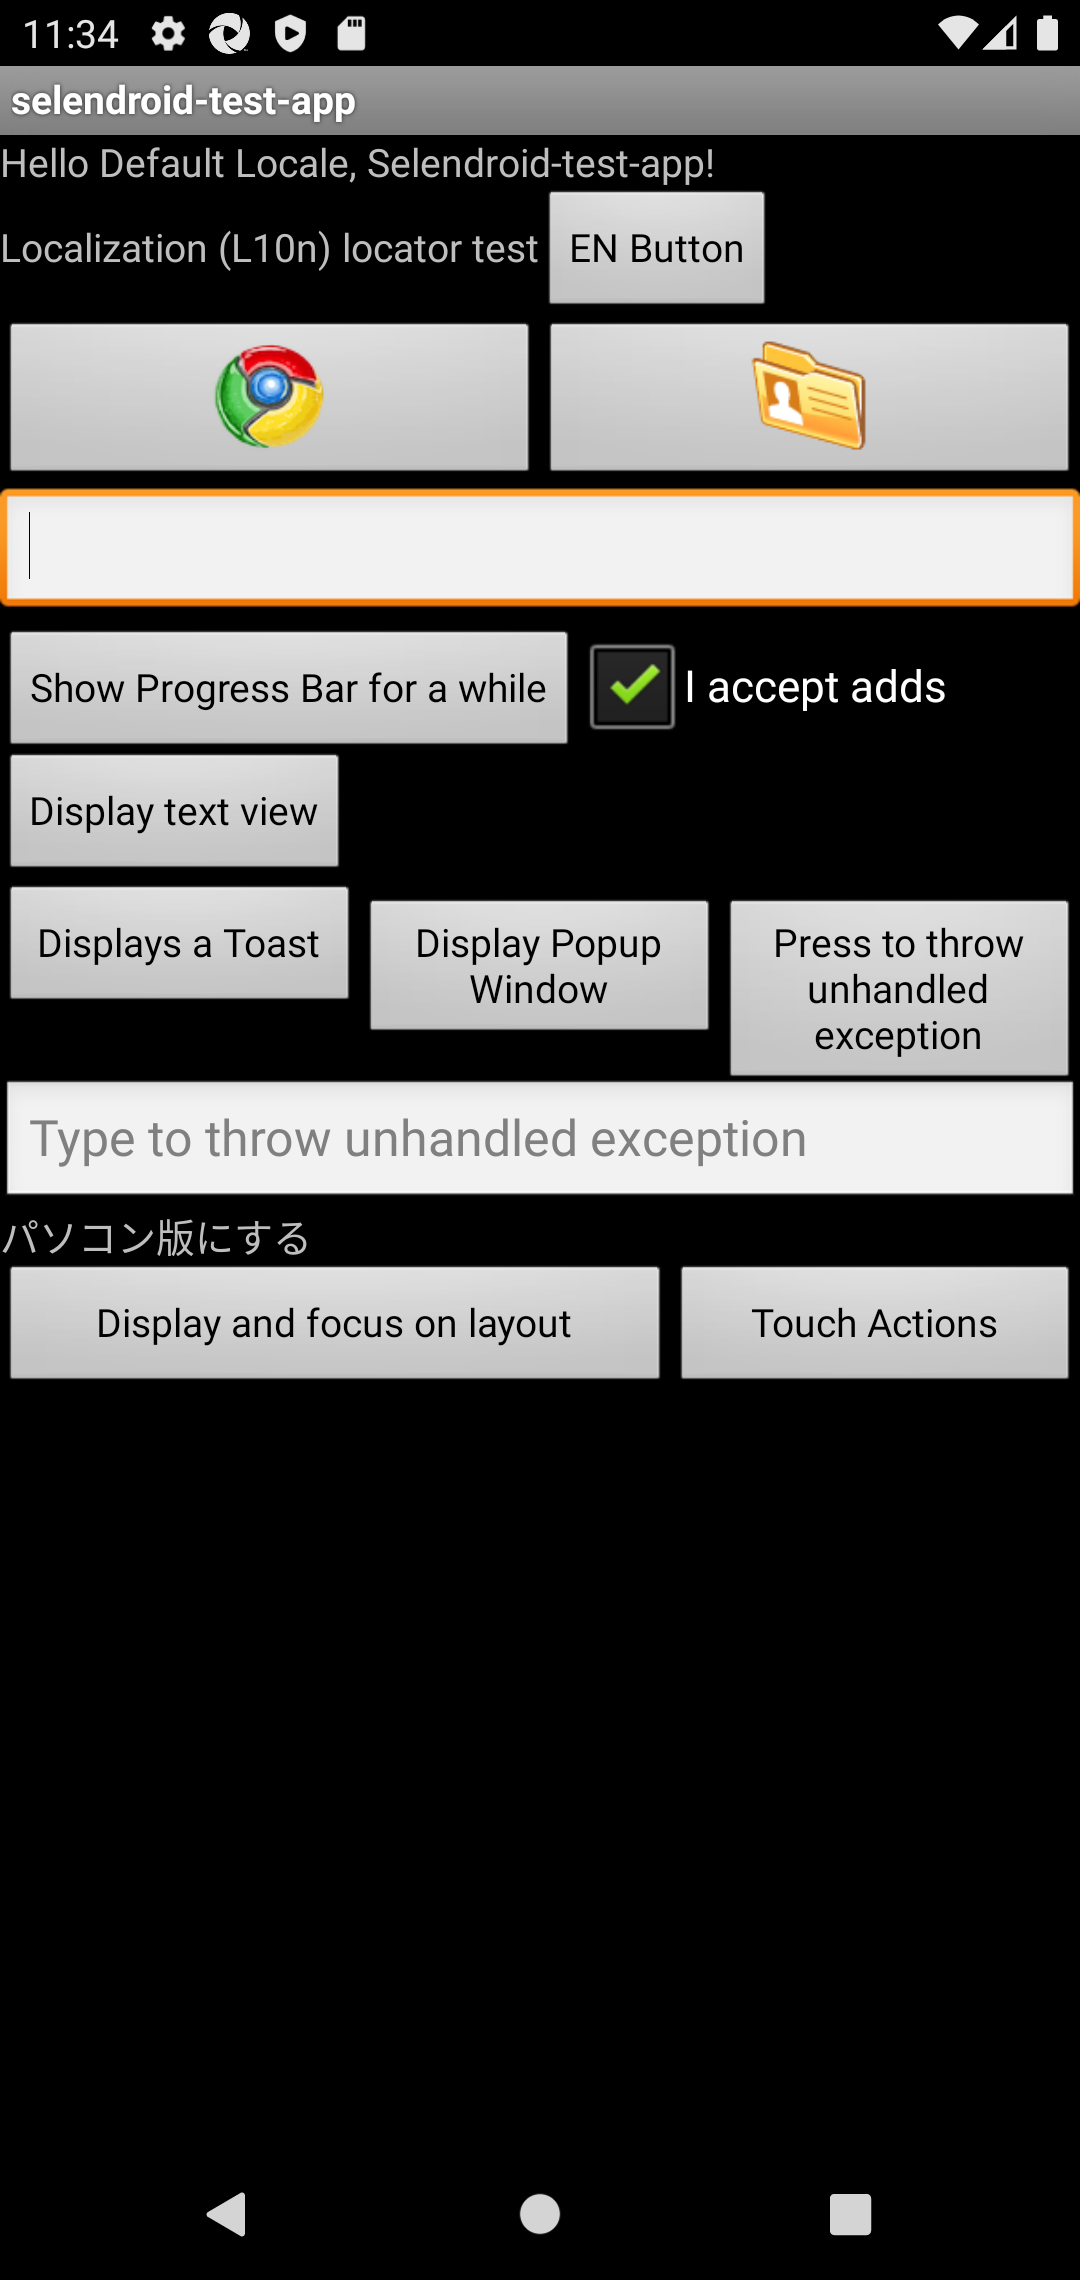 11:34
selendroid-test-app
Hello Default Locale, Selendroid-test-app!
Localization (L10n) locator test
EN Button
Show Progress Bar for a while
I accept adds
Display text view
Displays a Toast
Display Popup
Window
Press to throw
unhandled
exception
Type to throw unhandled exception
パソコン版にする
Display and focus on layout
Touch Actions